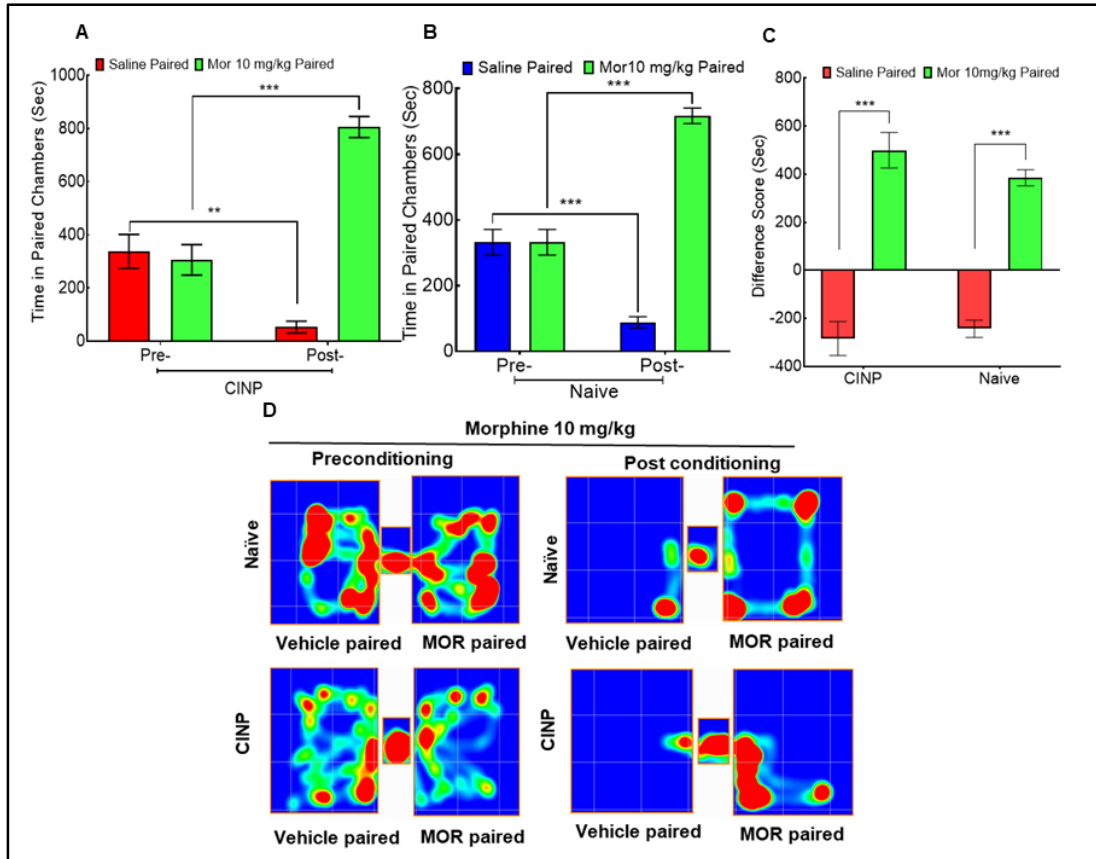 A
Saline Paired Mor 10 mg/kg Paired
Time in Paired Chambers (Sec)
1000
800
600
400
200
0
***
**
Pre- Post-
CINP
B
Saline Paired Mor10 mg/kg Paired
Time in Paired Chambers (Sec)
800
600
400
200
0
***
***
Pre- Post-
Naive
C
Saline Paired Mor 10mg/kg Paired
Difference Score (Sec)
800
600
400
200
0
-200
-400
***
***
CINP Naive
D
Morphine 10 mg/kg
Preconditioning Post conditioning
Naïve
Vehicle paired MOR paired
Naïve
Vehicle paired MOR paired
CINP
Vehicle paired MOR paired
CINP
Vehicle paired MOR paired